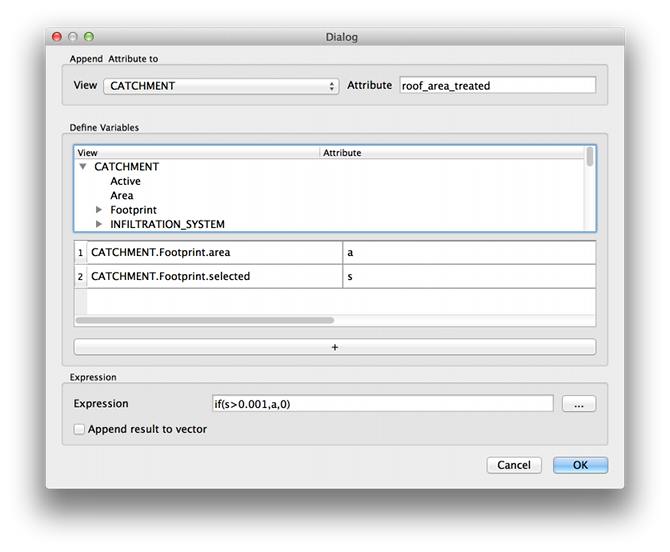 Dialog
Append Attribute to
View CATCHMENT Attribute roof_area_treated
Define Variables
View Attribute
CATCHMENT
Active
Area
Footprint
INFILTRATION_SYSTEM
1 CATCHMENT.Footprint.area a
2 CATCHMENT.Footprint.selected s
+
Expression
Expression if(s>0.001,a,0) ...
Append result to vector
Cancel OK